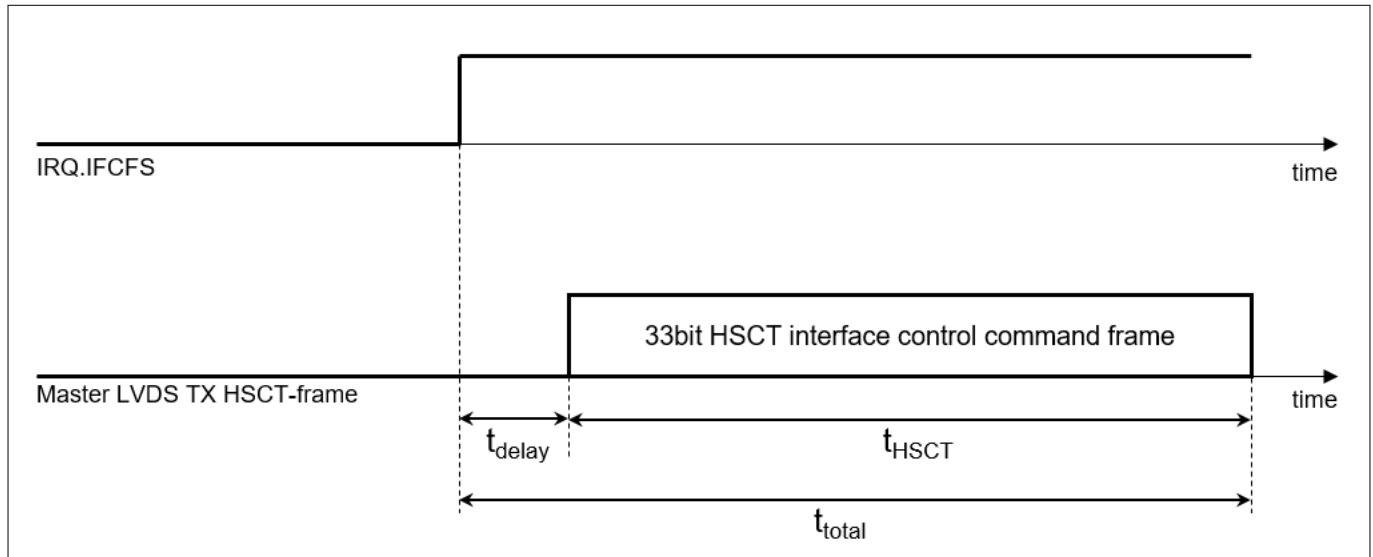 IRQ.IFCFS
time
33bit HSCT interface control command frame
Master LVDS TX HSCT-frame
time
tdelay
tHSCT
ttotal